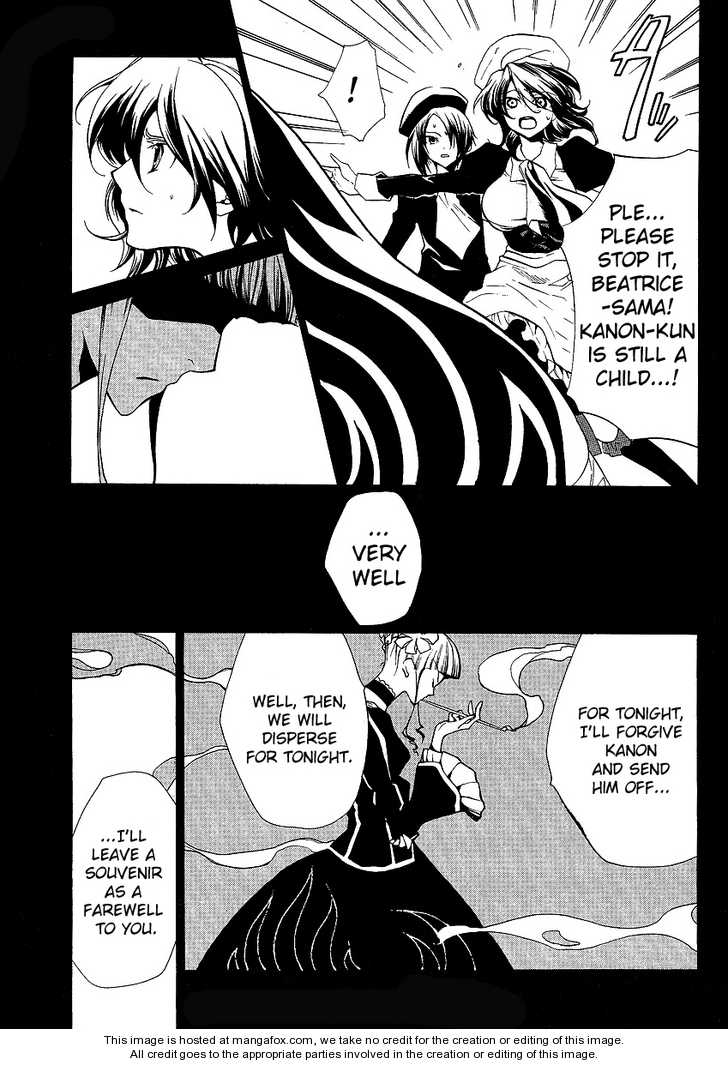 !
アッ
PLE...
PLEASE
STOP IT,
BEATRICE
-SAMA!
KANON-KUN
IS STILL A
CHILD...!
...
VERY
WELL
FOR TONIGHT,
I'LL FORGIVE
KANON
AND SEND
HIM OFF...
WELL, THEN,
WE WILL
DISPERSE
FOR TONIGHT.
...I'LL
LEAVE A
SOUVENIR
AS A
FAREWELL
TO YOU.
This image is hosted at mangafox.com, we take no credit for the creation or editing of this image.
All credit goes to the appropriate parties involved in the creation or editing of this image.